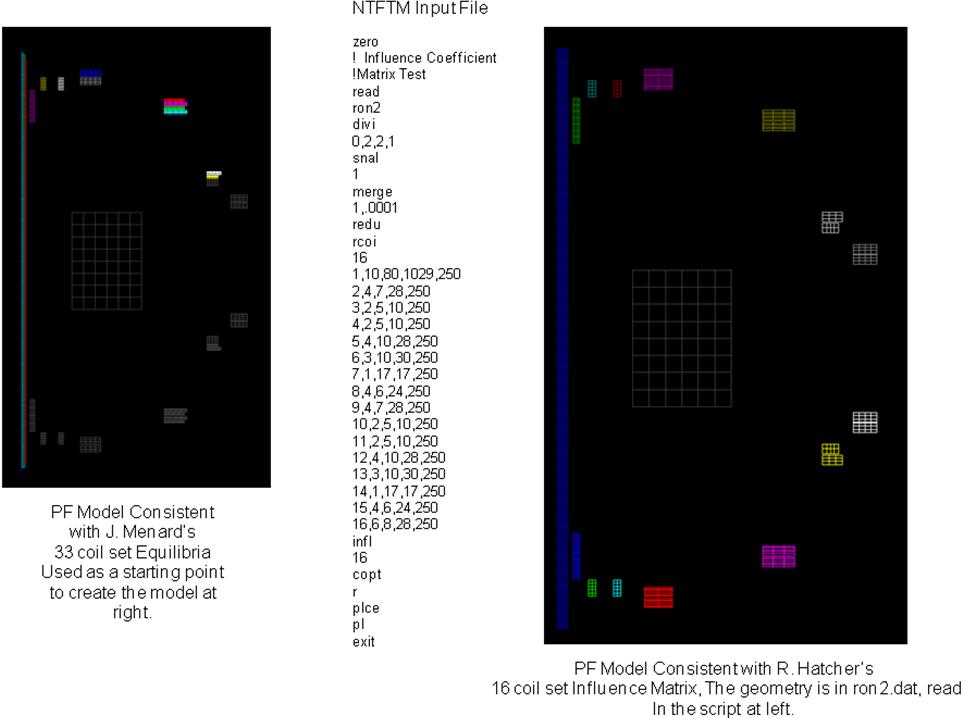 NTFTM Input File
zero
! Influence Coefficient
!Matrix Test
read
ron2
divi
0,2,2,1
snal
1
merge
1,.0001
redu
rcoi
16
1,10,80,1029,250
2,4,7,28,250
3,2,5,10,250
4,2,5,10,250
5,4,10,28,250
6,3,10,30,250
7,1,17,17,250
8,4,6,24,250
9,4,7,28,250
10,2,5,10,250
11,2,5,10,250
12,4,10,28,250
13,3,10,30,250
14,1,17,17,250
15,4,6,24,250
16,6,8,28,250
infl
16
copt
r
plce
pl
exit
PF Model Consistent
with J. Menard's
33 coil set Equilibria
Used as a starting point
to create the model at
right.
PF Model Consistent with R. Hatcher's
16 coil set Influence Matrix, The geometry is in ron2.dat, read
In the script at left.